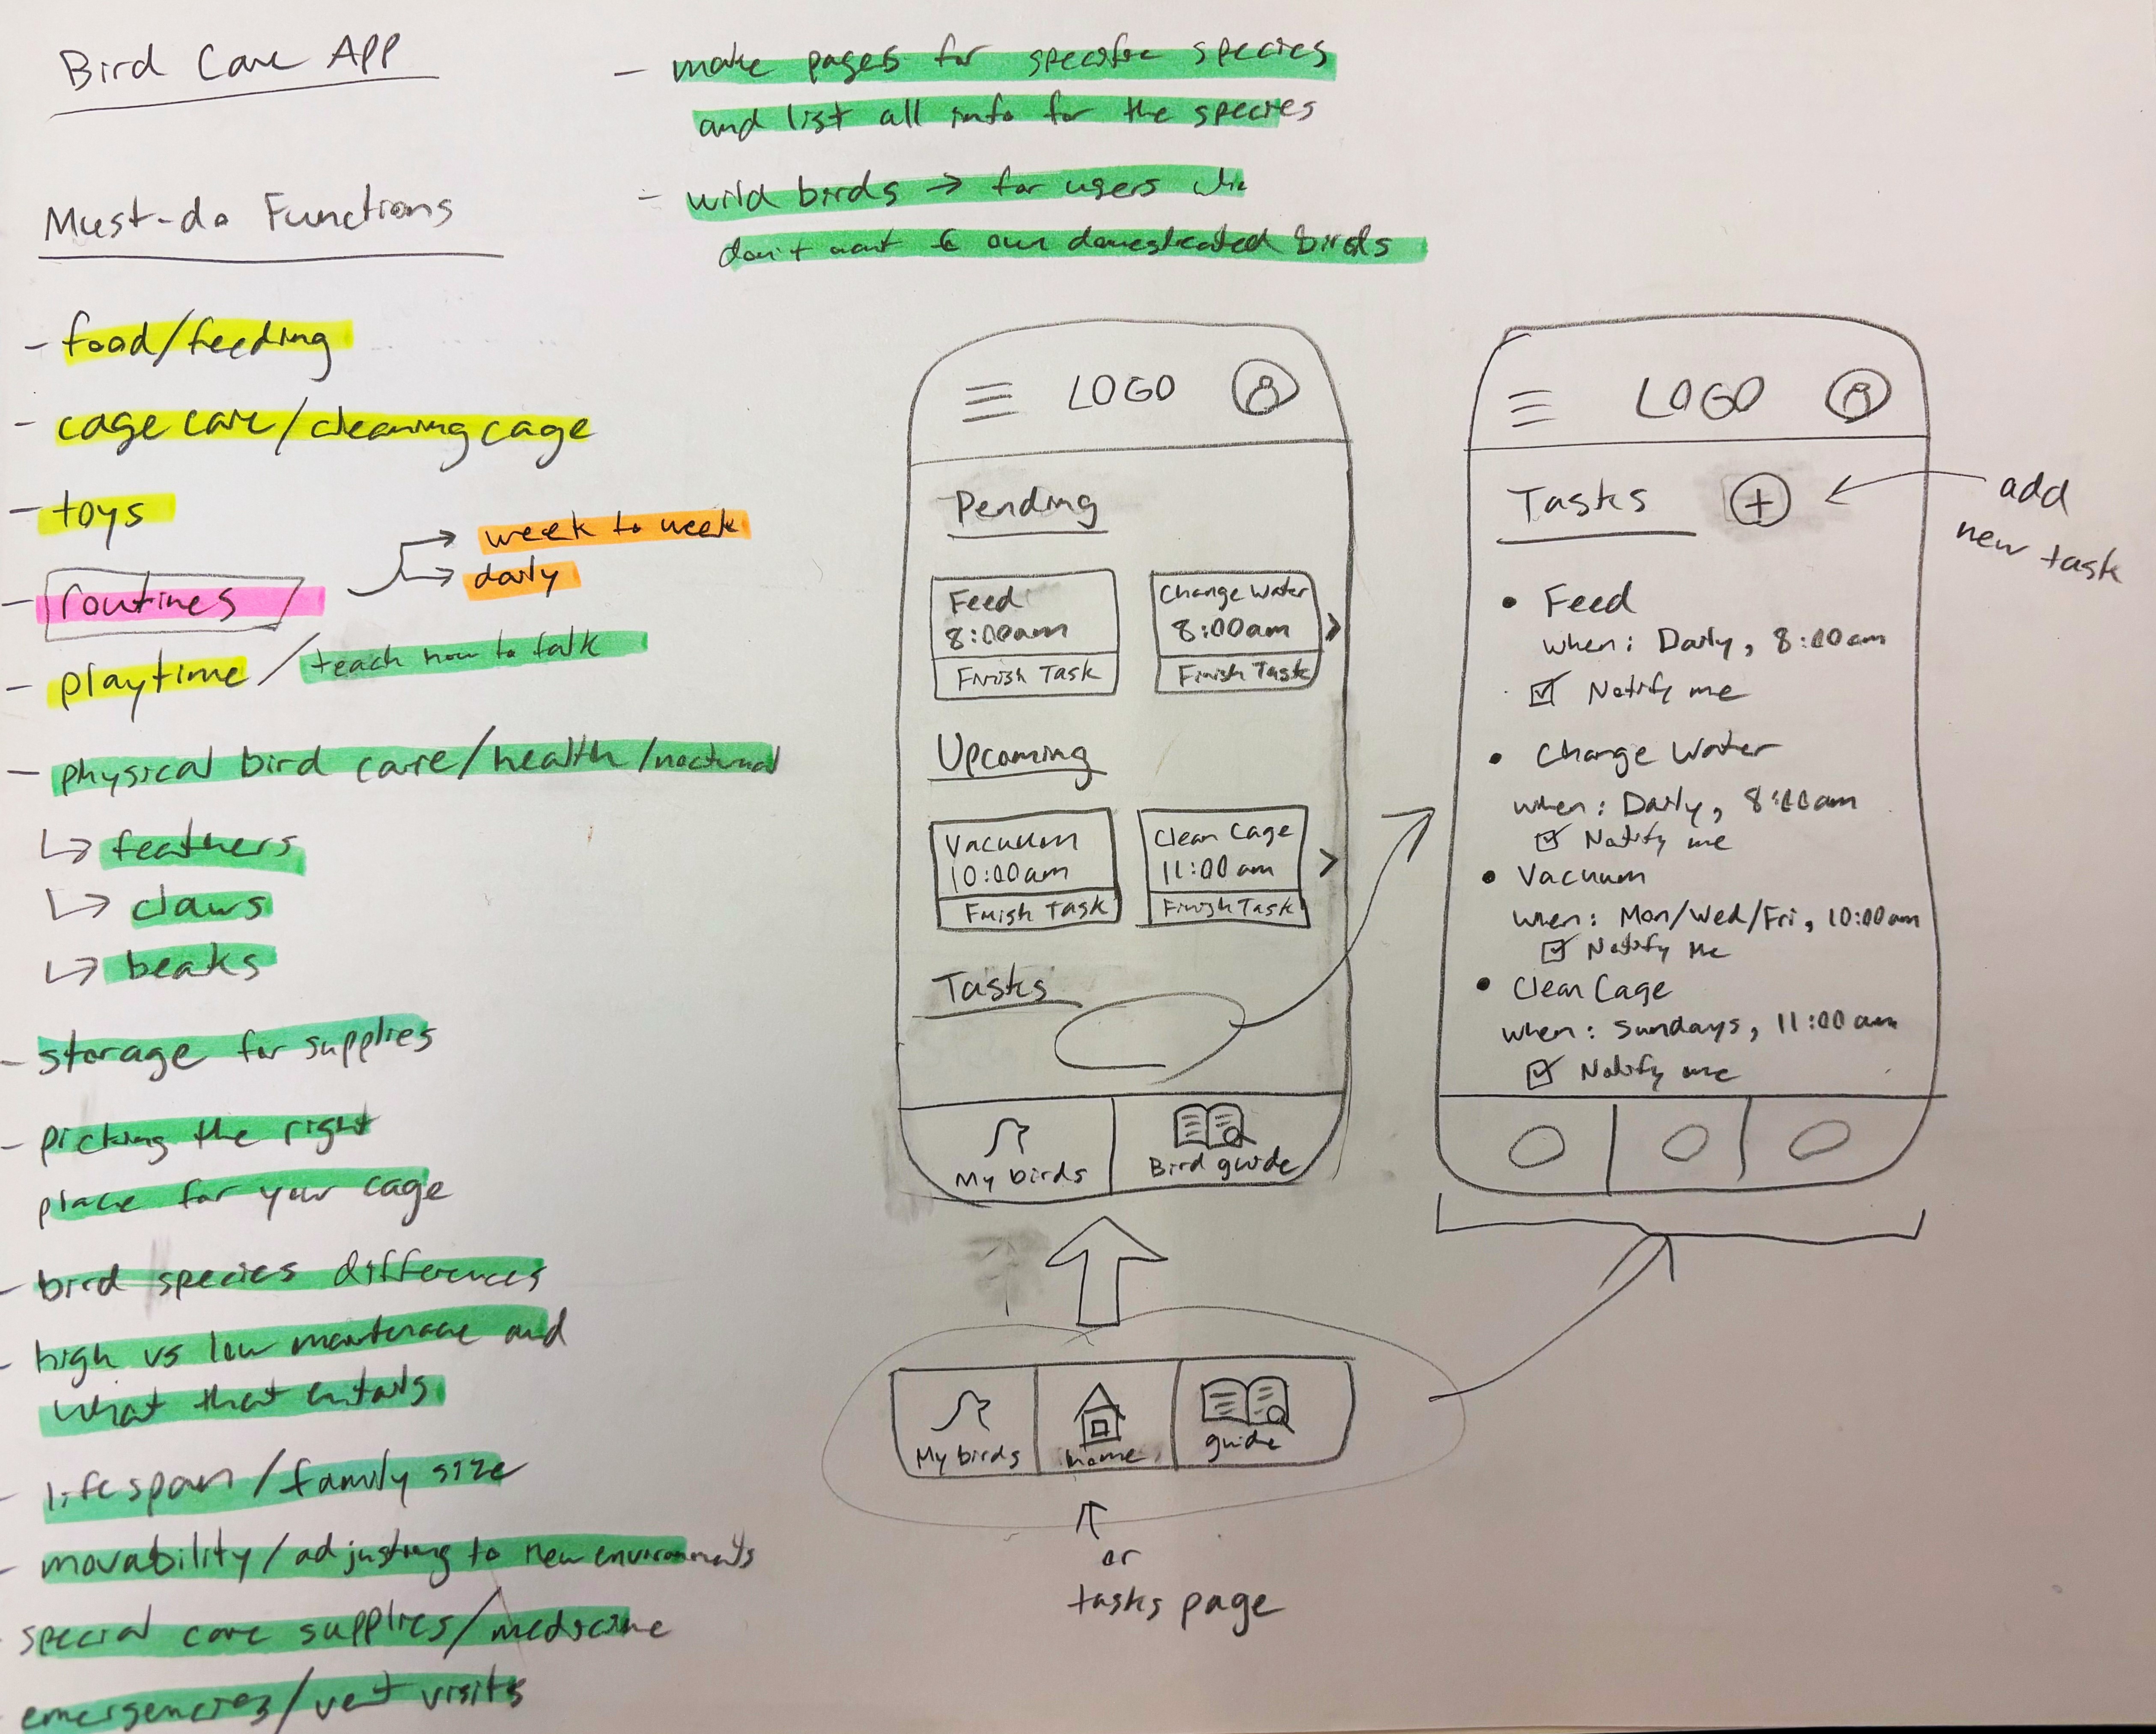 Bird Care App
Must-do Functions
- food/feeding
- cage care/cleaning cage
- toys
- routines
week to week
daily
- playtime / teach how to talk
- physical bird care/health/nocturnal
feathers
claws
beaks
- storage for supplies
- picking the right
place for your cage
- bird species differences
- high vs low maintenance and
what that entails
- lifespan/family size
- movability/adjusting to new environments
- special care supplies/medicine
- emergencies/vet visits
- make pages for specific species
and list all info for the species
- wild birds → for users who
don't want to own domesticated birds
LOGO
Pending
Feed
8:00am
Finish Task
Change Water
8:00am
Finish Task
Upcoming
Vacuum
10:00am
Finish Task
Clean Cage
11:00am
Finish Task
Tasks
My birds
Bird guide
My birds
home
guide
or
tasks page
LOGO
Tasks +
add
new task
• Feed
when: Daily, 8:00am
Notify me
• Change Water
when: Daily, 8:00am
Notify me
• Vacuum
when: Mon/Wed/Fri, 10:00am
Notify me
• Clean Cage
when: Sundays, 11:00am
Notify me